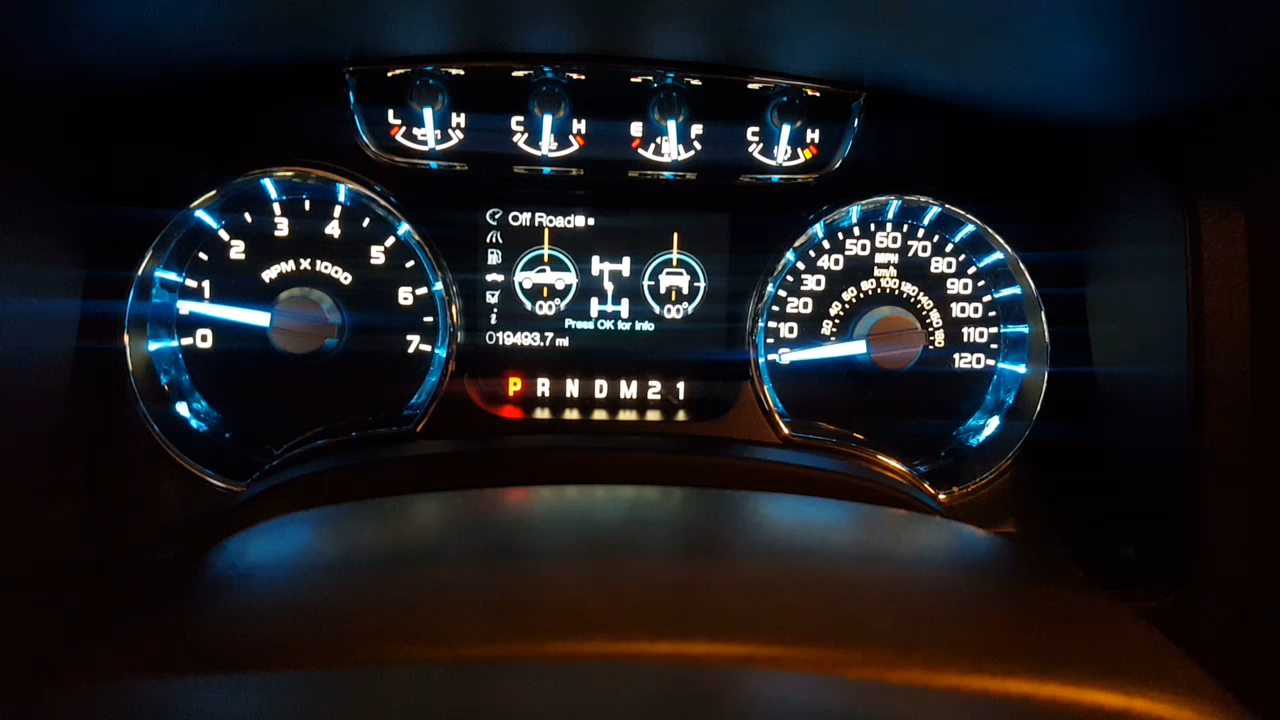 L H C H E F C H
Off Road
00° 00°
Press OK for Info
019493.7 mi
P R N D M 2 1
0 1 2 3 4 5 6 7
RPM X 1000
0 10 20 30 40 50 60 70 80 90 100 110 120
MPH
km/h
20 40 60 80 100 120 140 160 180